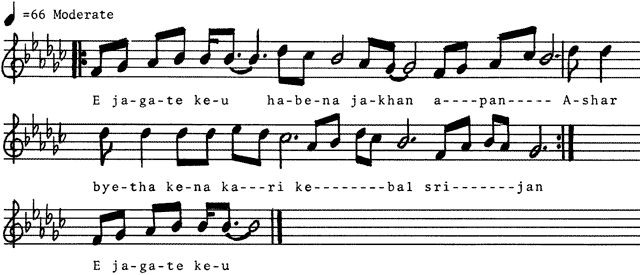 ♩=66 Moderate
E ja-ga-te ke-u ha-be-na ja-khan a----pan----- A-shar
bye-tha ke-na ka---ri ke--------bal sri-------jan
E ja-ga-te ke-u